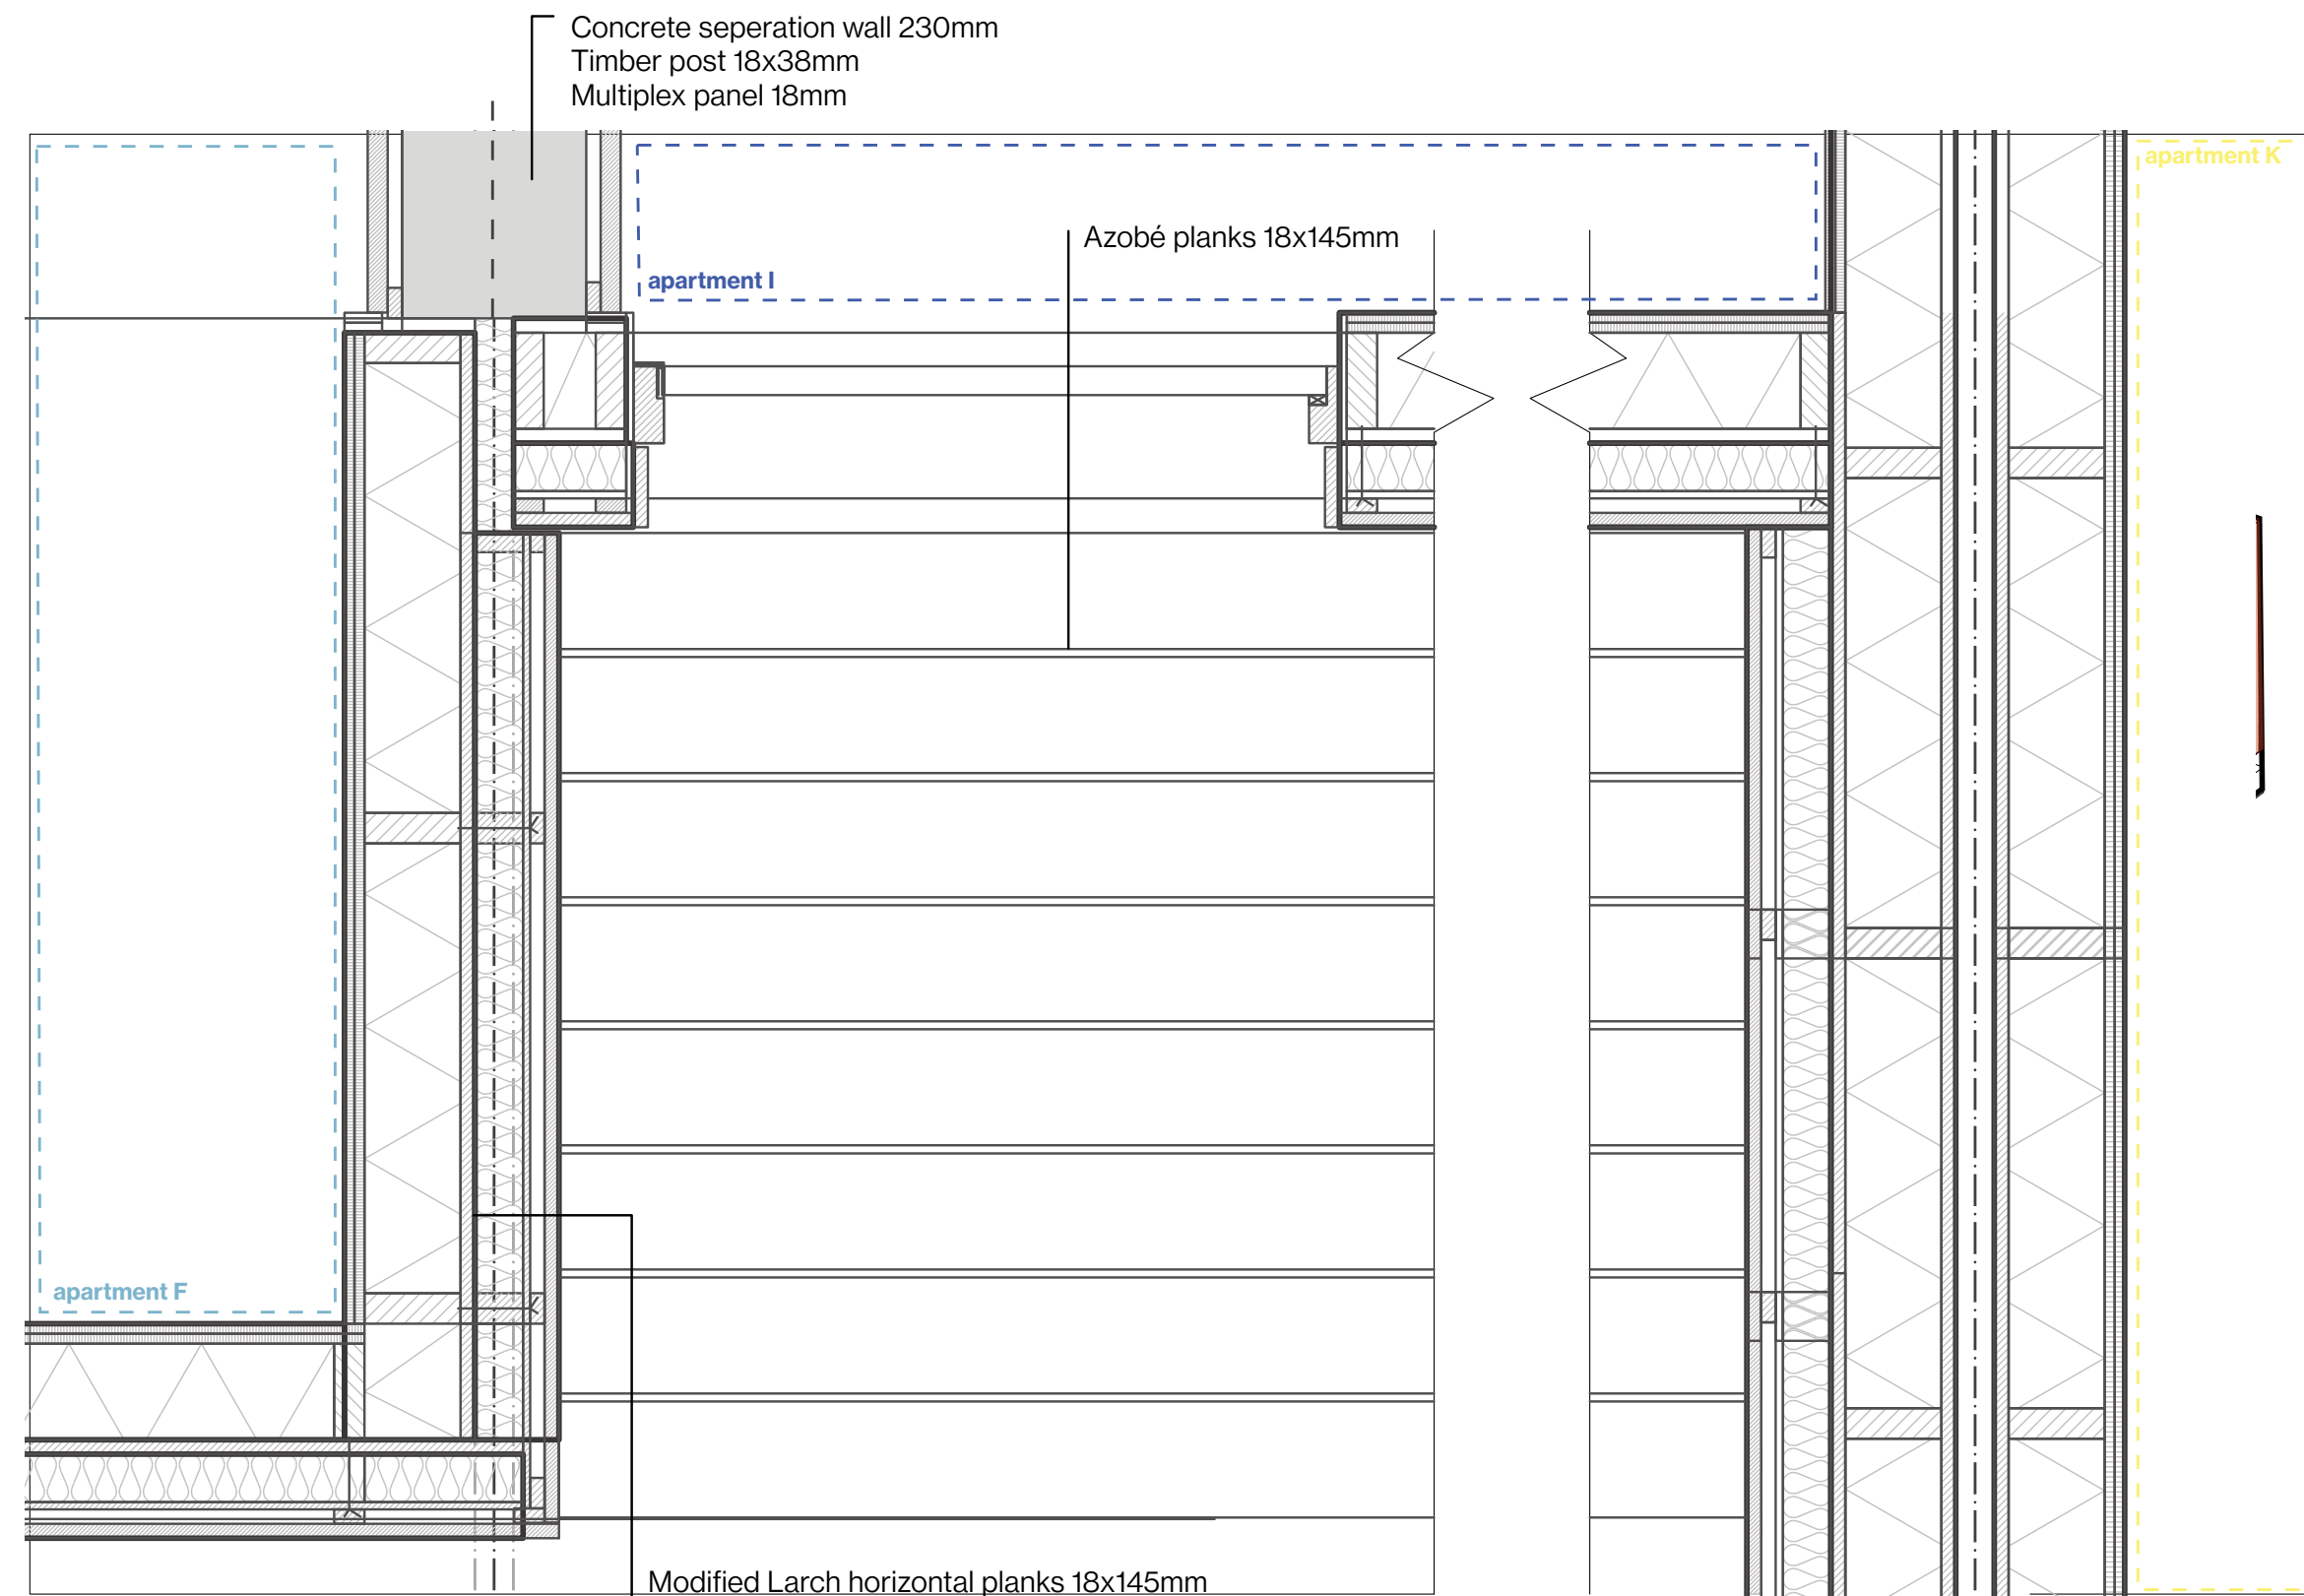 Concrete seperation wall 230mm
Timber post 18x38mm
Multiplex panel 18mm
apartment K
Azobé planks 18x145mm
apartment I
apartment F
Modified Larch horizontal planks 18x145mm